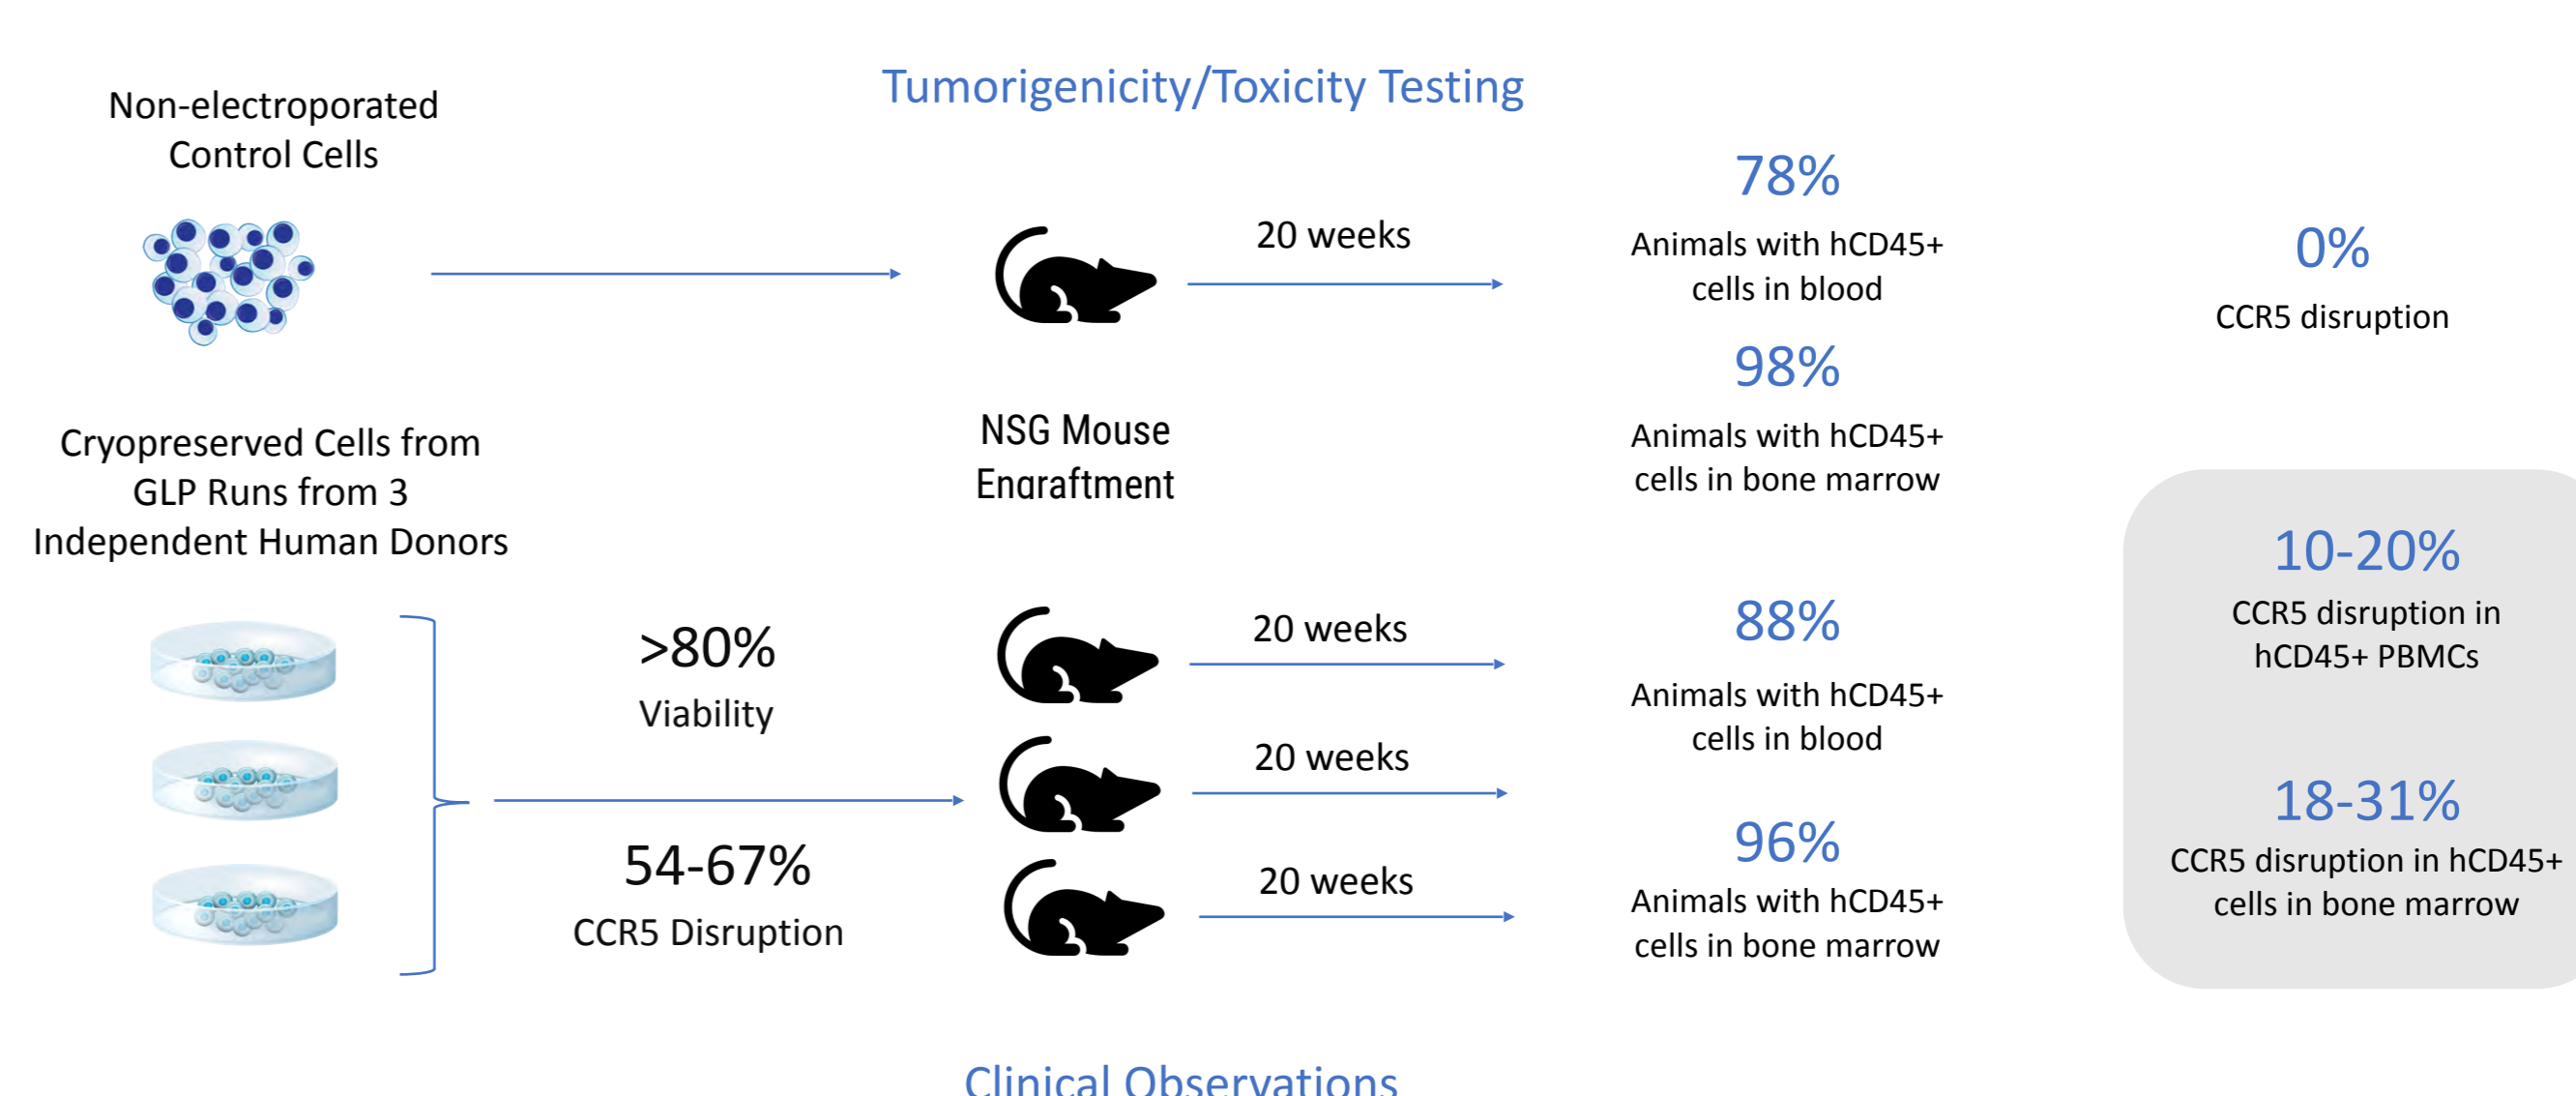 Tumorigenicity/Toxicity Testing
Non-electroporated
Control Cells
20 weeks
78%
Animals with hCD45+
cells in blood
98%
Animals with hCD45+
cells in bone marrow
0%
CCR5 disruption
NSG Mouse
Engraftment
Cryopreserved Cells from
GLP Runs from 3
Independent Human Donors
>80%
Viability
54-67%
CCR5 Disruption
20 weeks
20 weeks
20 weeks
88%
Animals with hCD45+
cells in blood
96%
Animals with hCD45+
cells in bone marrow
10-20%
CCR5 disruption in
hCD45+ PBMCs
18-31%
CCR5 disruption in hCD45+
cells in bone marrow
Clinical Observations